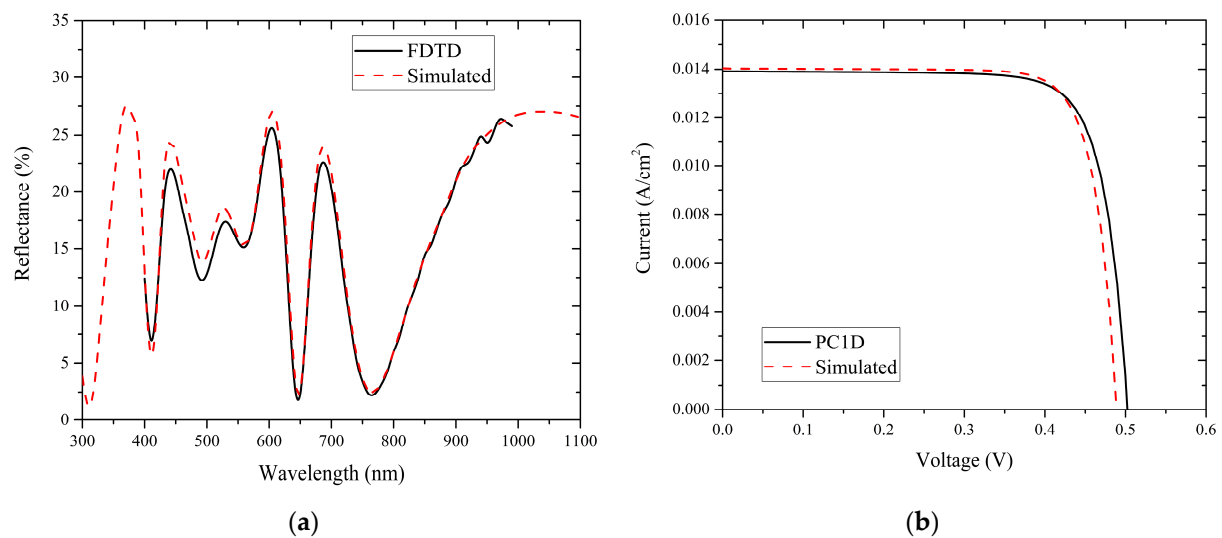 35
30
25
20
15
10
5
0
Reflectance (%)
FDTD
Simulated
300 400 500 600 700 800 900 1000 1100
Wavelength (nm)
(a)
0.016
0.014
0.012
0.010
0.008
0.006
0.004
0.002
0.000
Current (A/cm²)
PC1D
Simulated
0.0 0.1 0.2 0.3 0.4 0.5 0.6
Voltage (V)
(b)